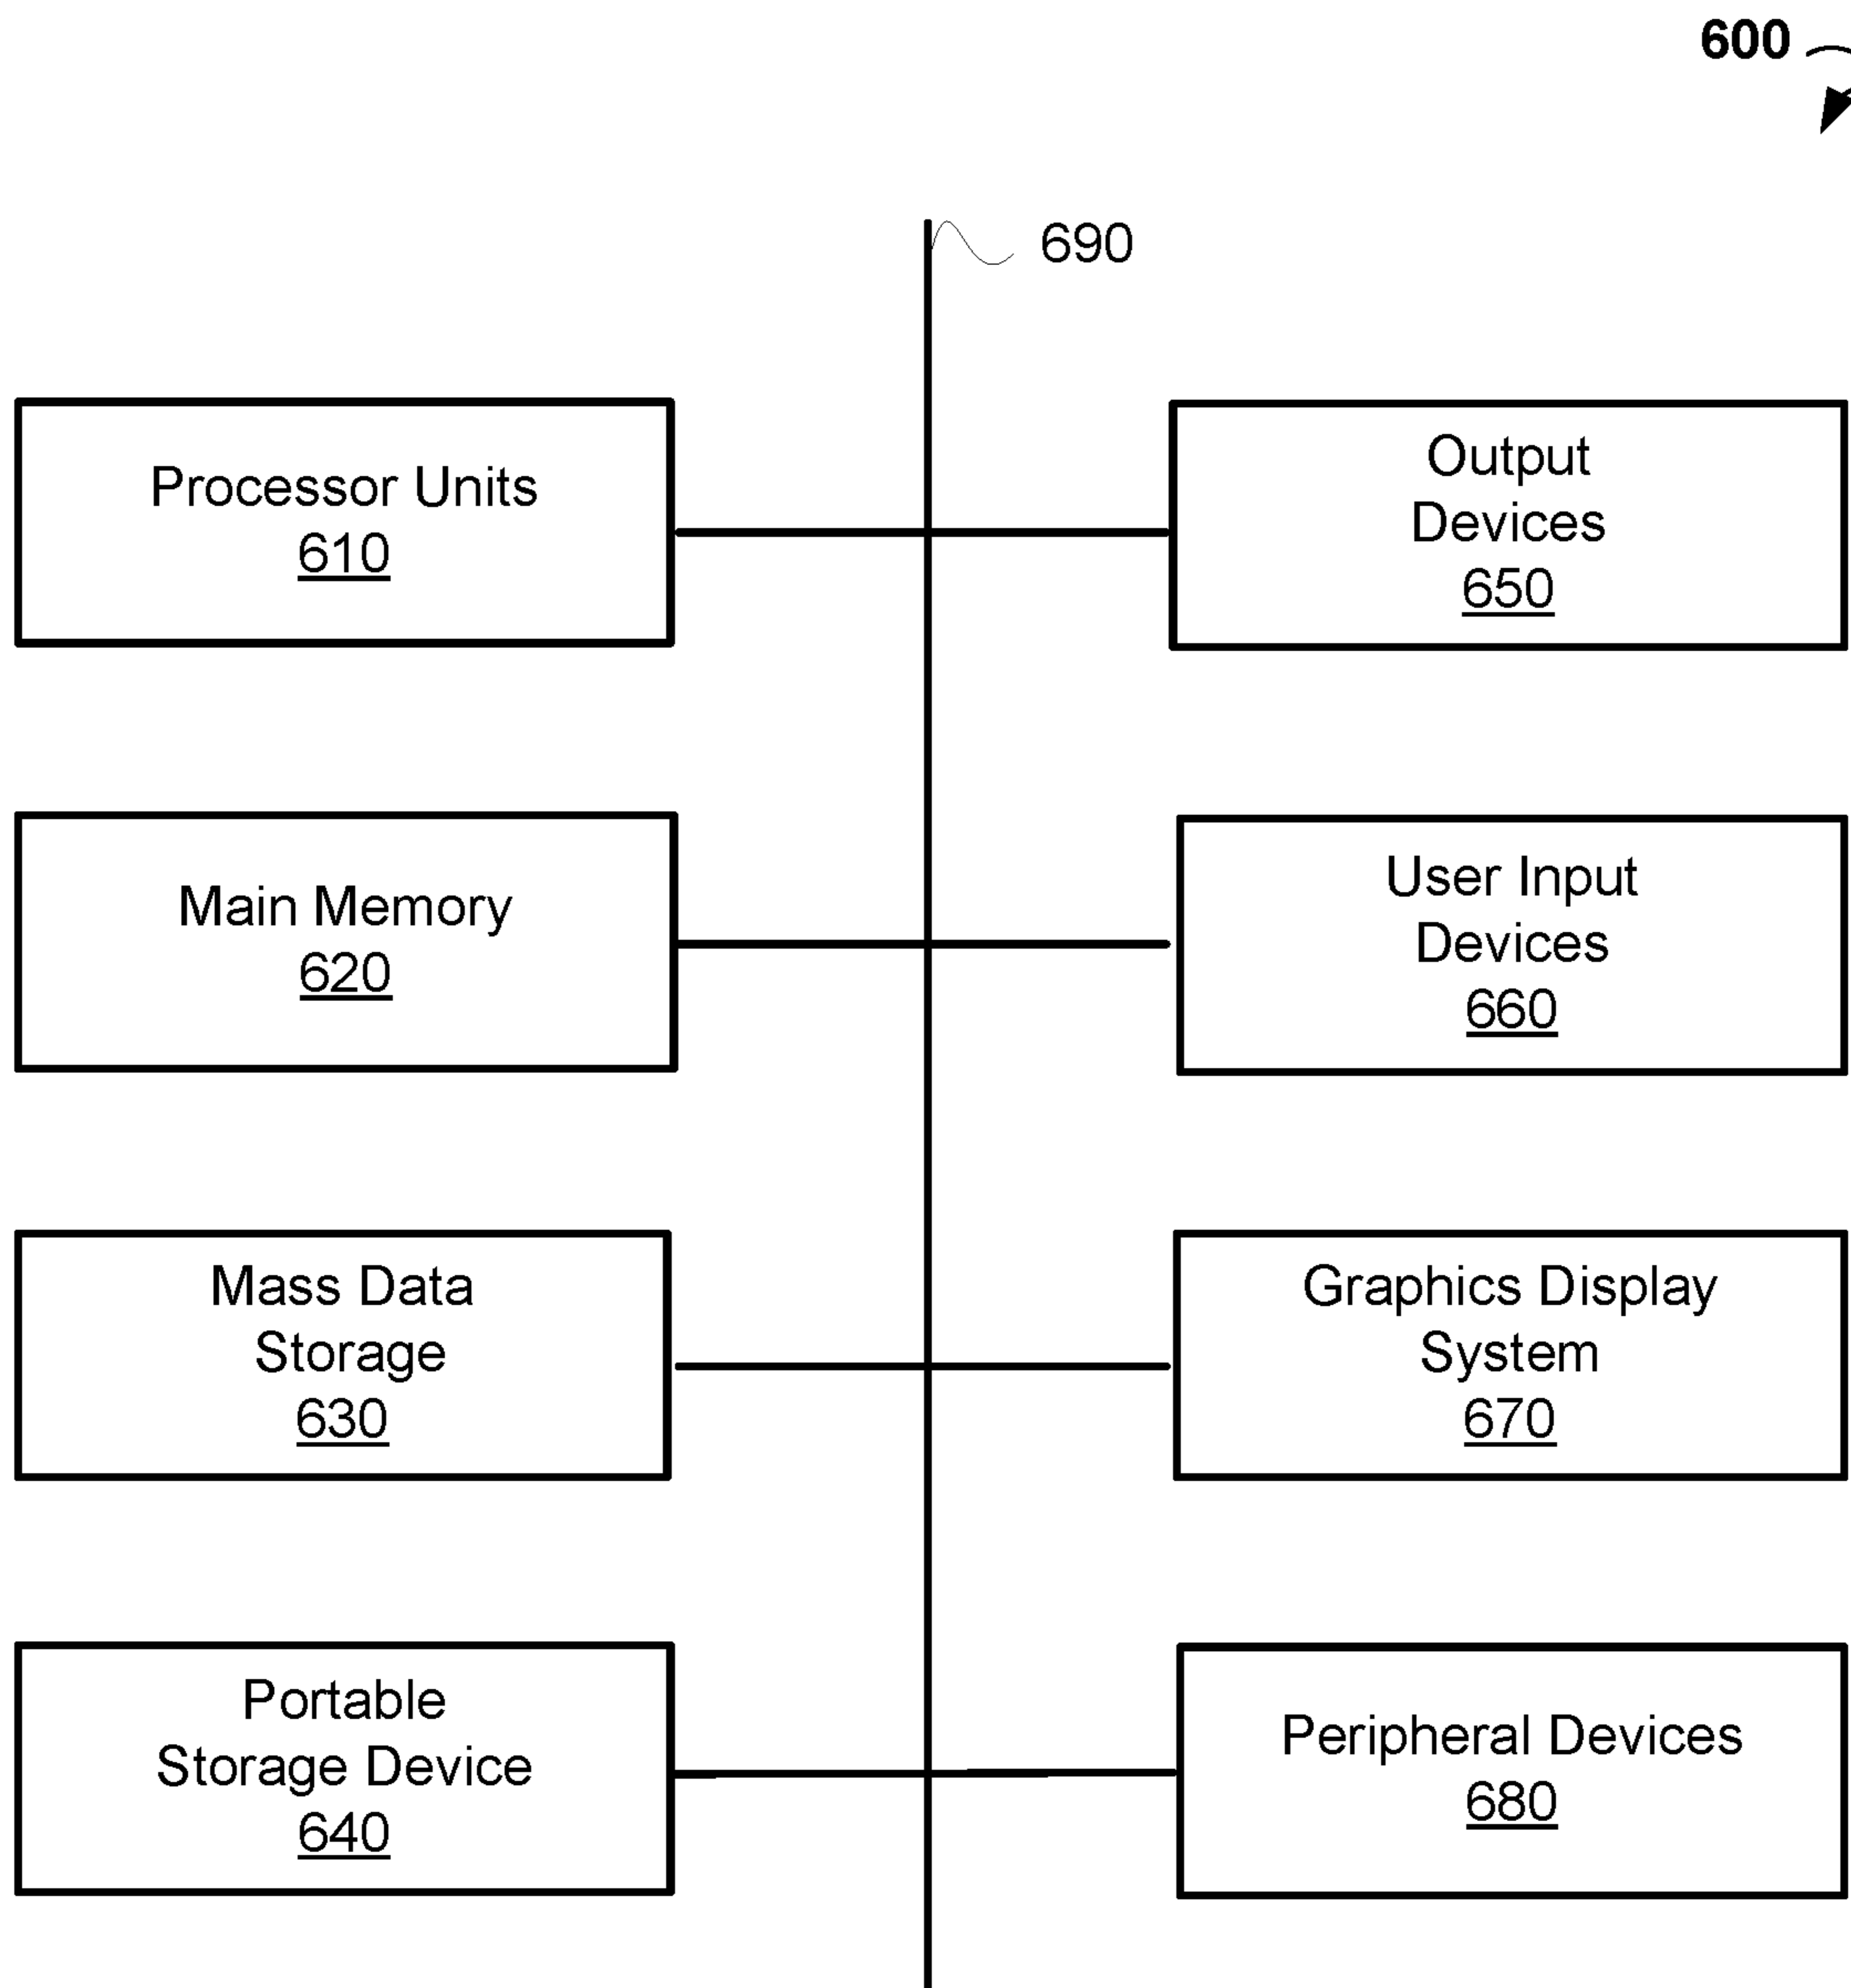 600
690
Processor Units
610
Output
Devices
650
Main Memory
620
User Input
Devices
660
Mass Data
Storage
630
Graphics Display
System
670
Portable
Storage Device
640
Peripheral Devices
680